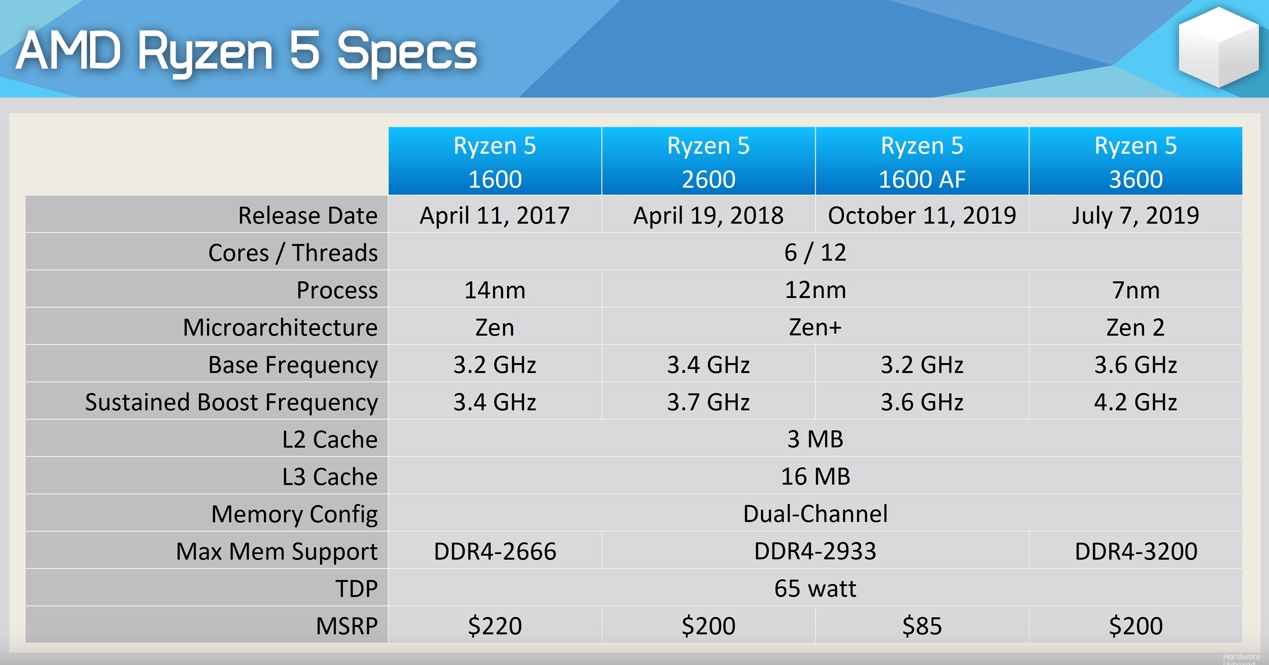 AMD Ryzen 5 Specs
Ryzen 5 Ryzen 5 Ryzen 5 Ryzen 5
1600 2600 1600 AF 3600
Release Date April 11, 2017 April 19, 2018 October 11, 2019 July 7, 2019
Cores / Threads 6 / 12
Process 14nm 12nm 7nm
Microarchitecture Zen Zen+ Zen 2
Base Frequency 3.2 GHz 3.4 GHz 3.2 GHz 3.6 GHz
Sustained Boost Frequency 3.4 GHz 3.7 GHz 3.6 GHz 4.2 GHz
L2 Cache 3 MB
L3 Cache 16 MB
Memory Config Dual-Channel
Max Mem Support DDR4-2666 DDR4-2933 DDR4-3200
TDP 65 watt
MSRP $220 $200 $85 $200
Hardware